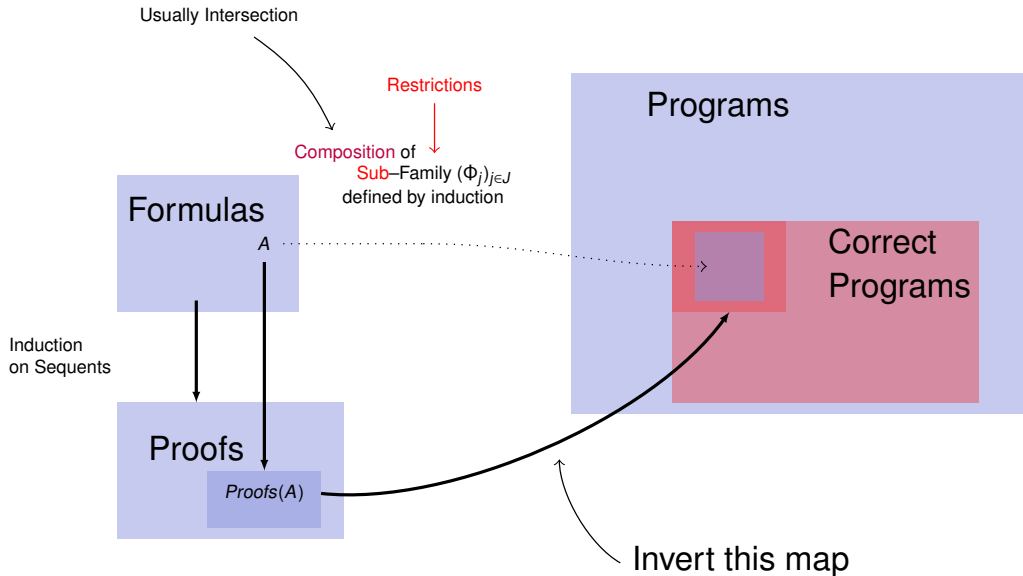 Usually Intersection
Restrictions
Composition of
Sub–Family (Φj)j∈J
defined by induction
Programs
Formulas
A
Correct
Programs
Induction
on Sequents
Proofs
Proofs(A)
Invert this map